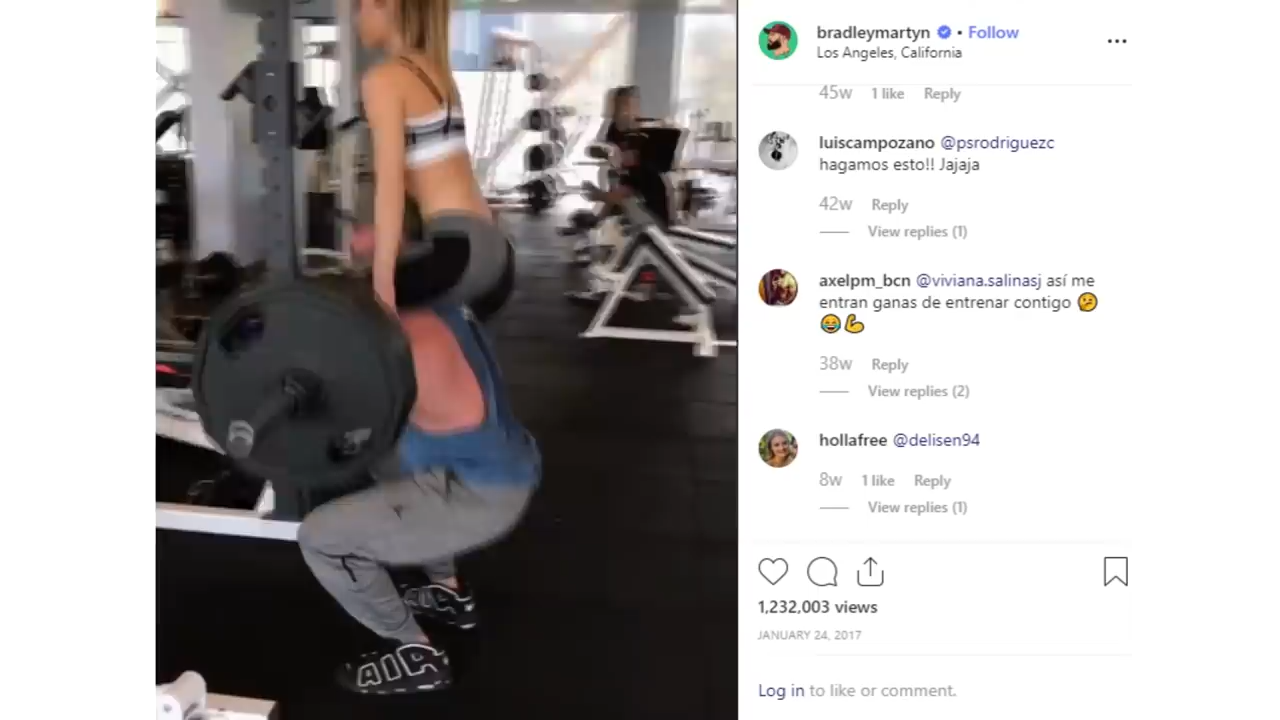 bradleymartyn • Follow
Los Angeles, California
45w 1 like Reply
luiscampozano @psrodriguezc
hagamos esto!! Jajaja
42w Reply
View replies (1)
axelpm_bcn @viviana.salinasj así me
entran ganas de entrenar contigo 😕
😂💪
38w Reply
View replies (2)
hollafree @delisen94
8w 1 like Reply
View replies (1)
1,232,003 views
JANUARY 24, 2017
Log in to like or comment.
AIR
AIR